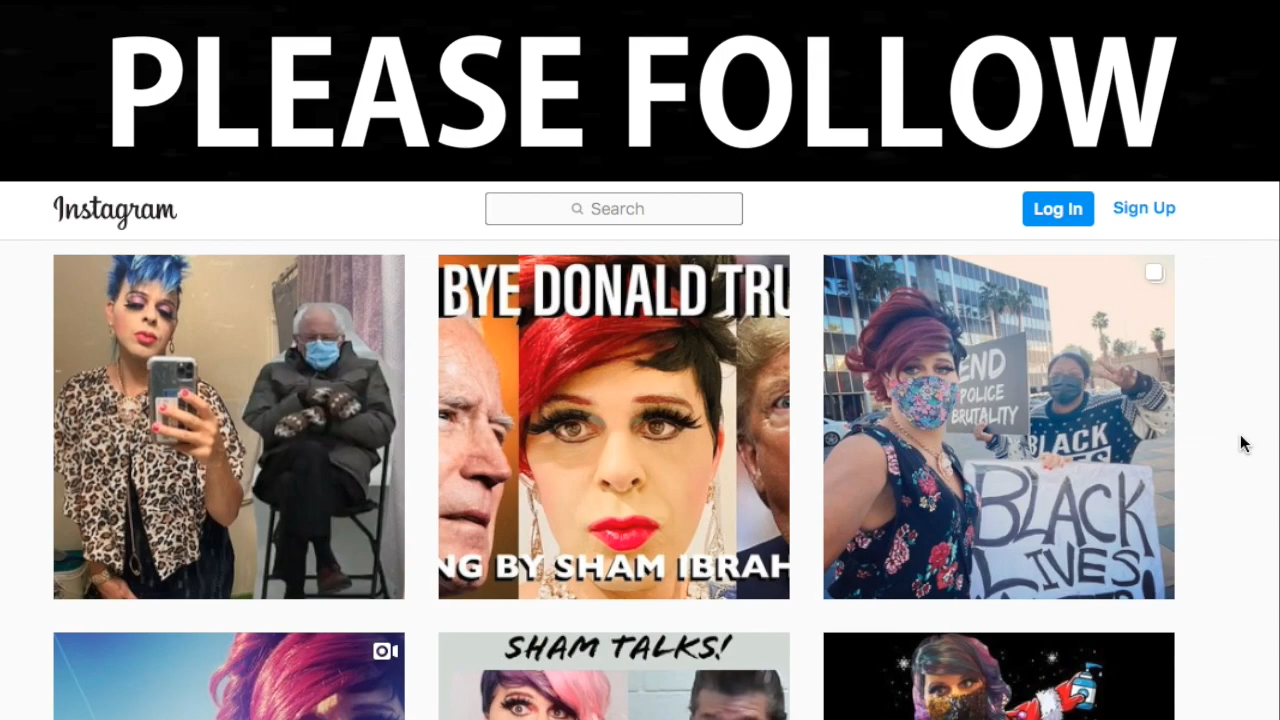 PLEASE FOLLOW
Instagram
Search
Log In
Sign Up
BYE DONALD TRU
NG BY SHAM IBRAH
END
POLICE
BRUTALITY
BLACK
BLACK
LIVES
SHAM TALKS!